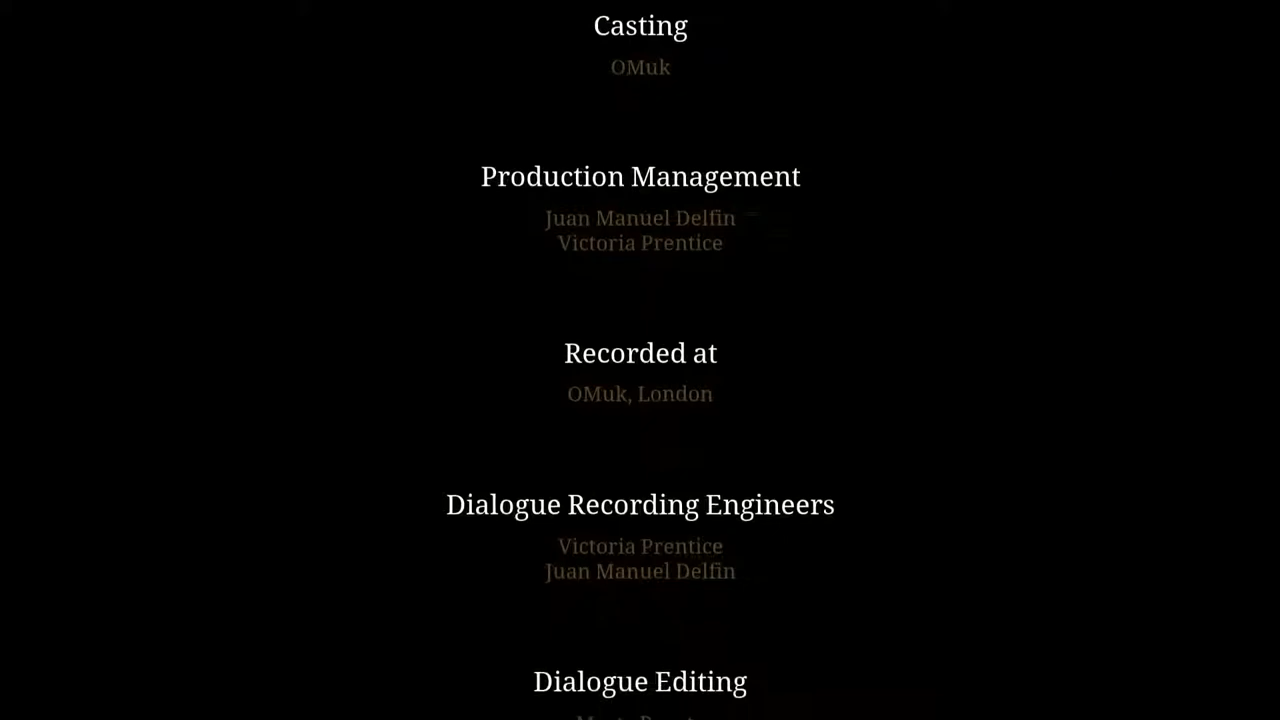 Casting
OMuk
Production Management
Juan Manuel Delfin
Victoria Prentice
Recorded at
OMuk, London
Dialogue Recording Engineers
Victoria Prentice
Juan Manuel Delfin
Dialogue Editing